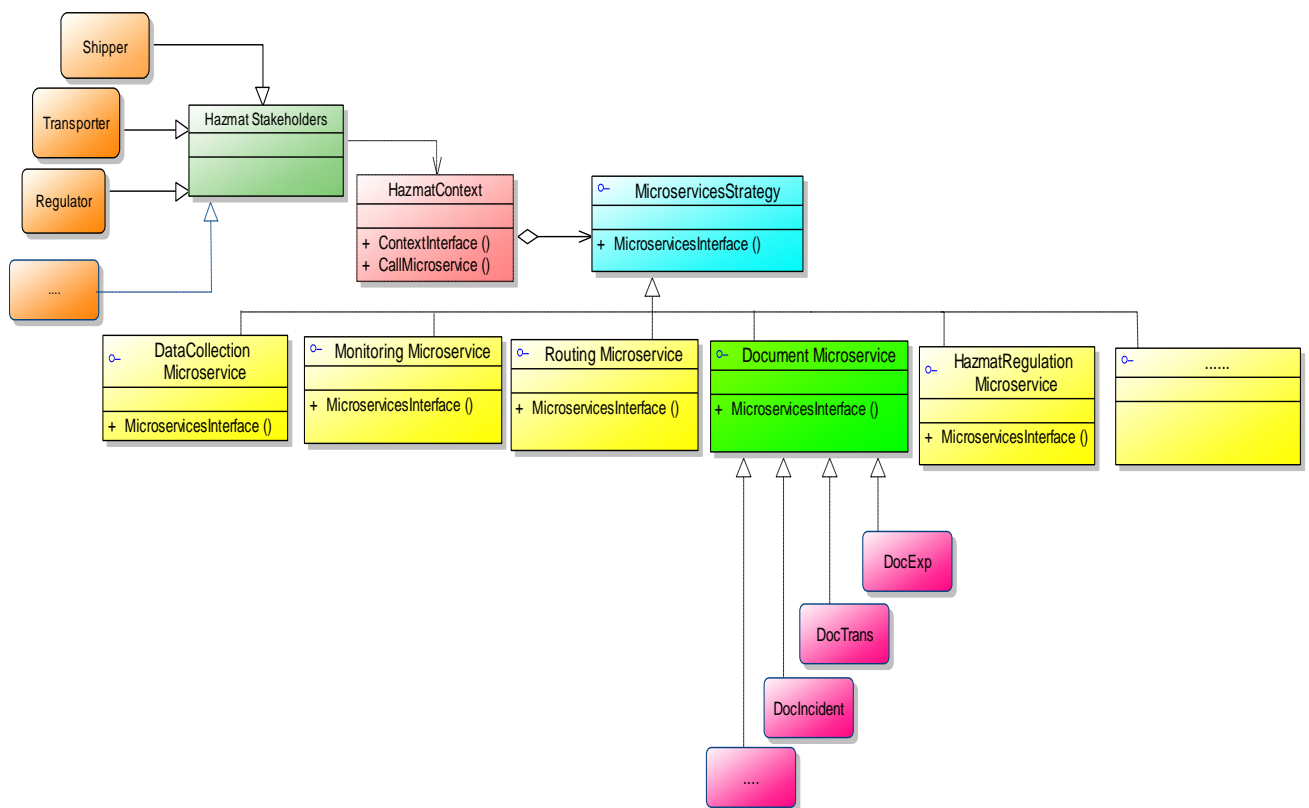 Shipper
Transporter
Regulator
....
Hazmat Stakeholders
HazmatContext
+ ContextInterface ()
+ CallMicroservice ()
MicroservicesStrategy
+ MicroservicesInterface ()
DataCollection
Microservice
+ MicroservicesInterface ()
Monitoring Microservice
+ MicroservicesInterface ()
Routing Microservice
+ MicroservicesInterface ()
Document Microservice
+ MicroservicesInterface ()
HazmatRegulation
Microservice
+ MicroservicesInterface ()
......
DocExp
DocTrans
DocIncident
....